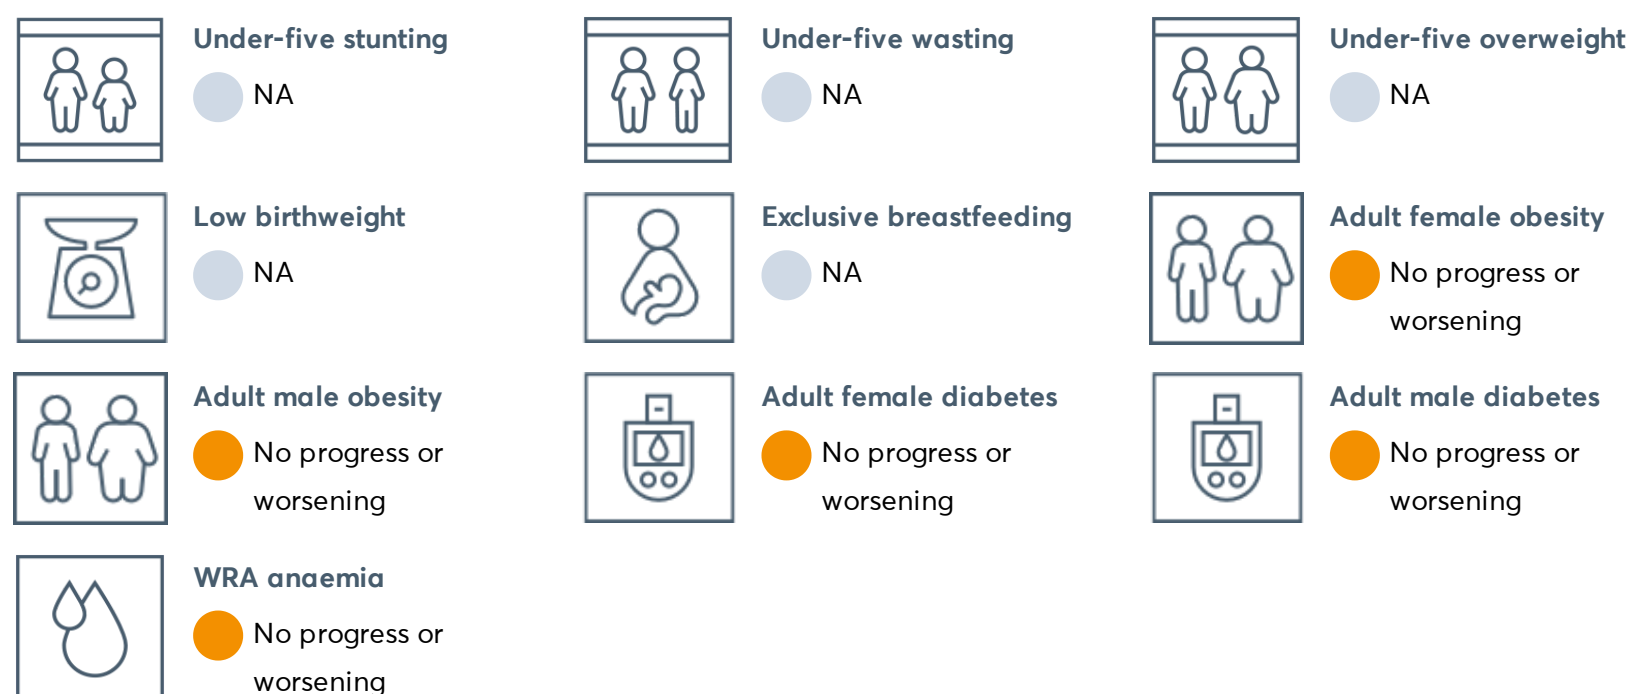 Under-five stunting
NA
Under-five wasting
NA
Under-five overweight
NA
Low birthweight
NA
Exclusive breastfeeding
NA
Adult female obesity
No progress or
worsening
Adult male obesity
No progress or
worsening
Adult female diabetes
No progress or
worsening
Adult male diabetes
No progress or
worsening
WRA anaemia
No progress or
worsening